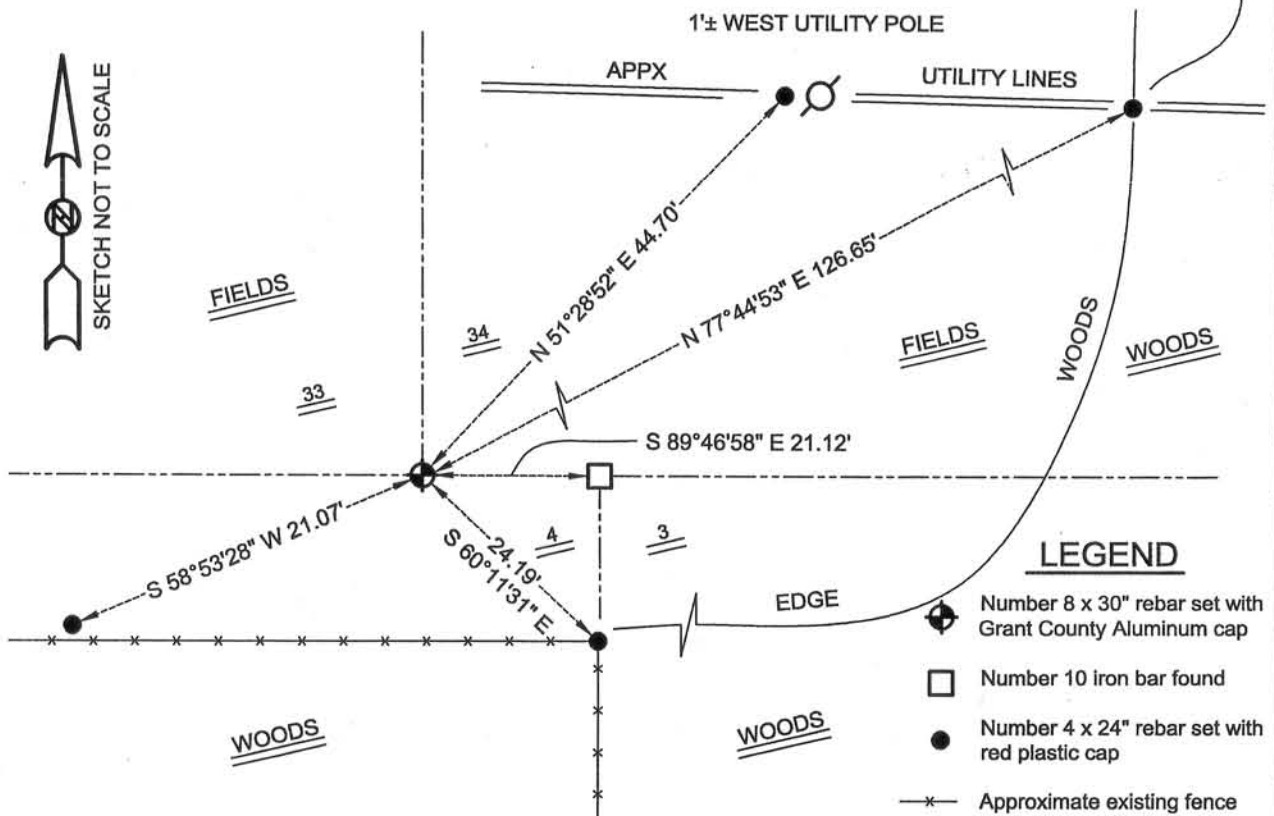 1'± WEST UTILITY POLE
APPX
UTILITY LINES
SKETCH NOT TO SCALE
N
FIELDS
34
33
N 51°28'52" E 44.70'
N 77°44'53" E 126.65'
FIELDS
WOODS
WOODS
S 89°46'58" E 21.12'
S 58°53'28" W 21.07'
24.19'
S 60°11'31" E
4
3
EDGE
WOODS
WOODS
LEGEND
Number 8 x 30" rebar set with
Grant County Aluminum cap
Number 10 iron bar found
Number 4 x 24" rebar set with
red plastic cap
Approximate existing fence